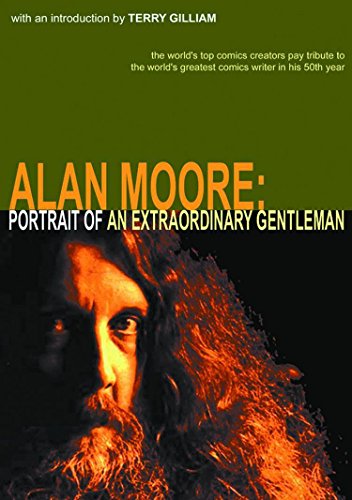 with an introduction by TERRY GILLIAM
the world's top comics creators pay tribute to
the world's greatest comics writer in his 50th year
ALAN MOORE:
PORTRAIT OF AN EXTRAORDINARY GENTLEMAN